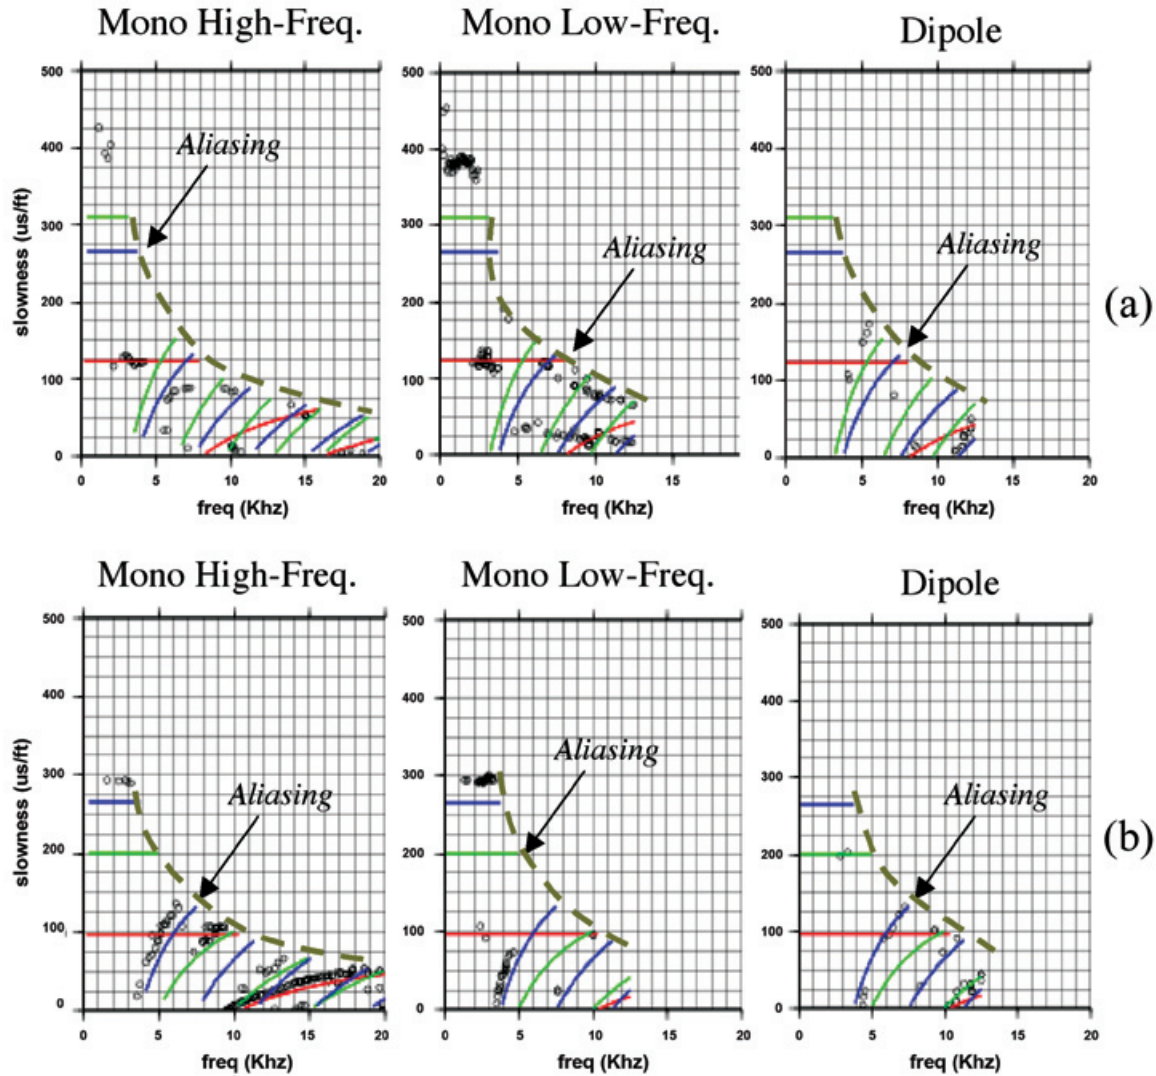 Mono High-Freq. Mono Low-Freq. Dipole
500 500 500
400 400 400
300 300 300
200 200 200
100 100 100
0 0 0
slowness (us/ft)
Aliasing
Aliasing
Aliasing
(a)
0 5 10 15 20 0 5 10 15 0 5 10 15 20
freq (Khz) freq (Khz) freq (Khz)
Mono High-Freq. Mono Low-Freq. Dipole
500 500 500
400 400 400
300 300 300
200 200 200
100 100 100
0 0 0
slowness (us/ft)
Aliasing
Aliasing
Aliasing
(b)
0 5 10 15 20 0 5 10 15 20 0 5 10 15 20
freq (Khz) freq (Khz) freq (Khz)